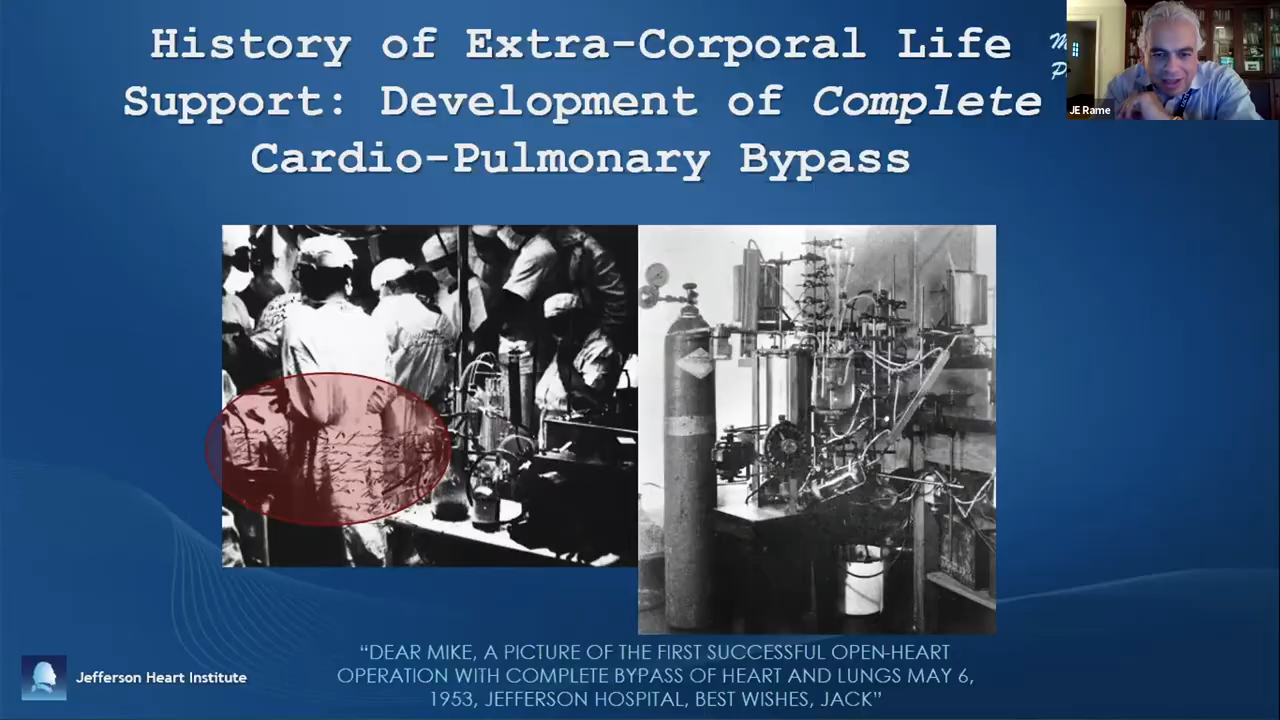 History of Extra-Corporal Life
Support: Development of Complete
Cardio-Pulmonary Bypass
JE Rame
Jefferson Heart Institute
“DEAR MIKE, A PICTURE OF THE FIRST SUCCESSFUL OPEN-HEART
OPERATION WITH COMPLETE BYPASS OF HEART AND LUNGS MAY 6,
1953, JEFFERSON HOSPITAL, BEST WISHES, JACK”